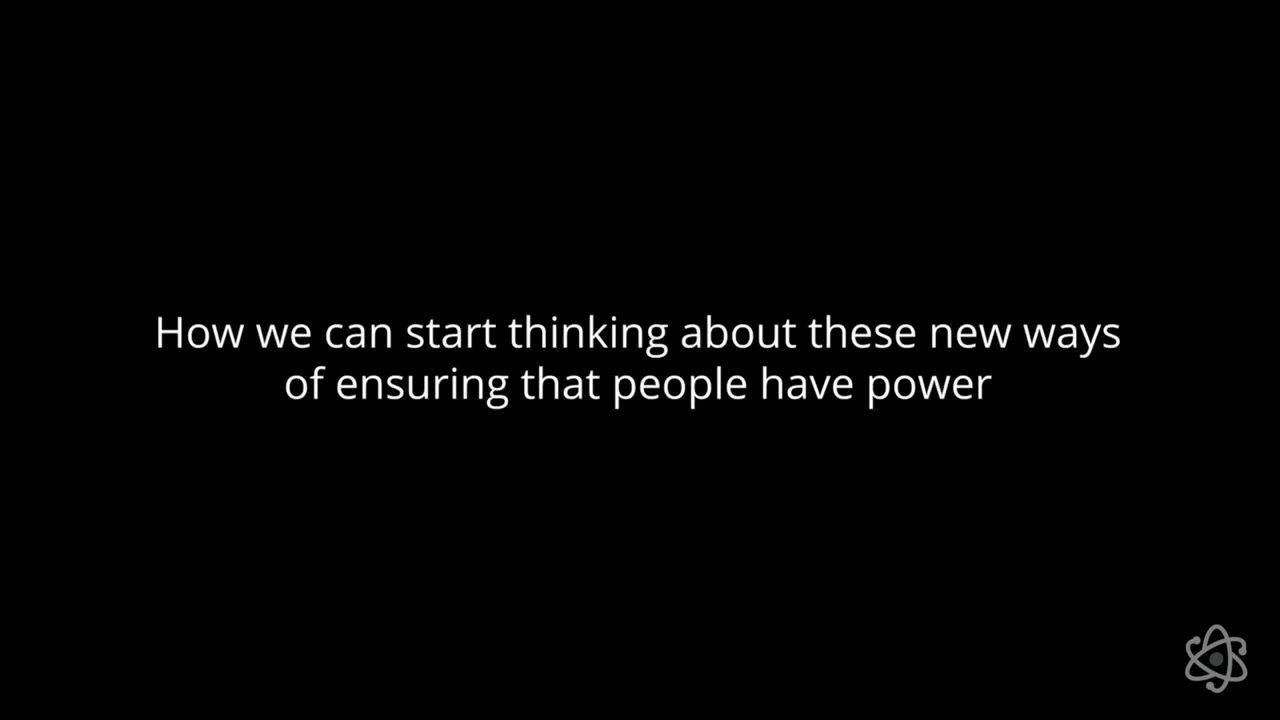 How we can start thinking about these new ways
of ensuring that people have power